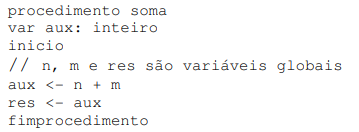 procedimento soma
var aux: inteiro
inicio
// n, m e res são variáveis globais
aux <- n + m
res <- aux
fimprocedimento